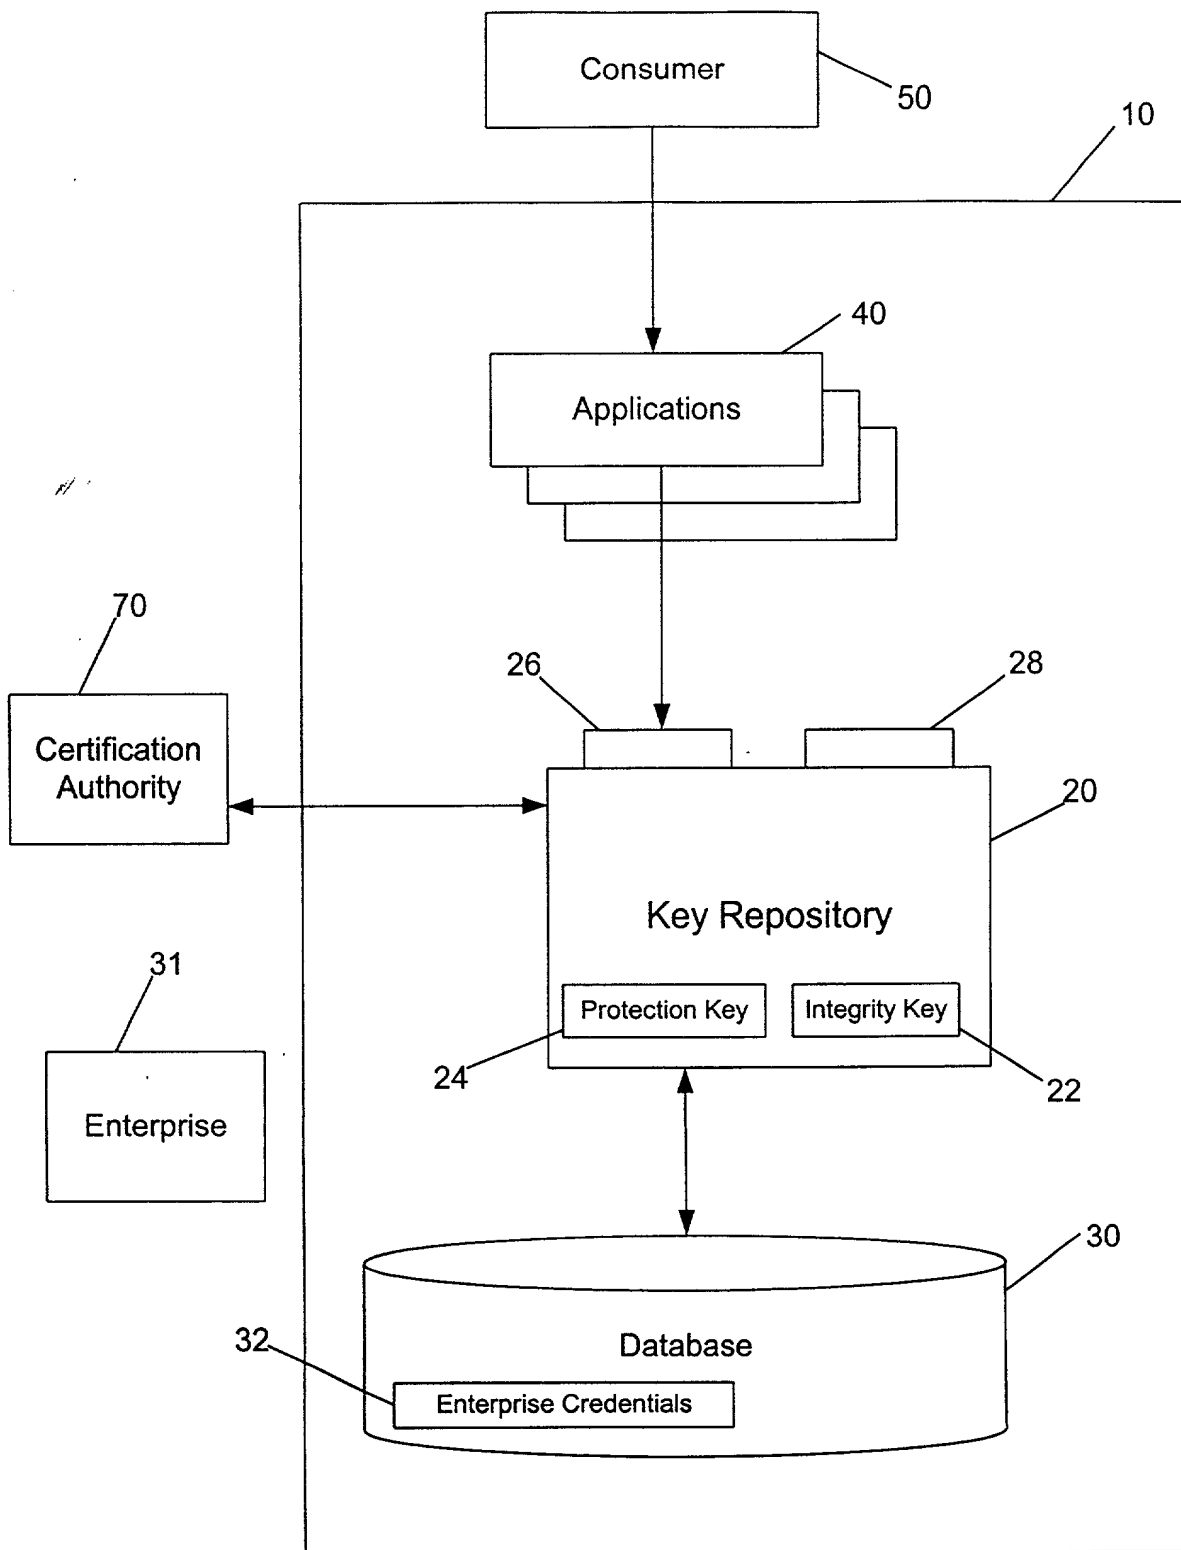 Consumer
50
10
40
Applications
70
26
28
Certification
Authority
20
Key Repository
31
Protection Key
Integrity Key
24
22
Enterprise
30
32
Database
Enterprise Credentials